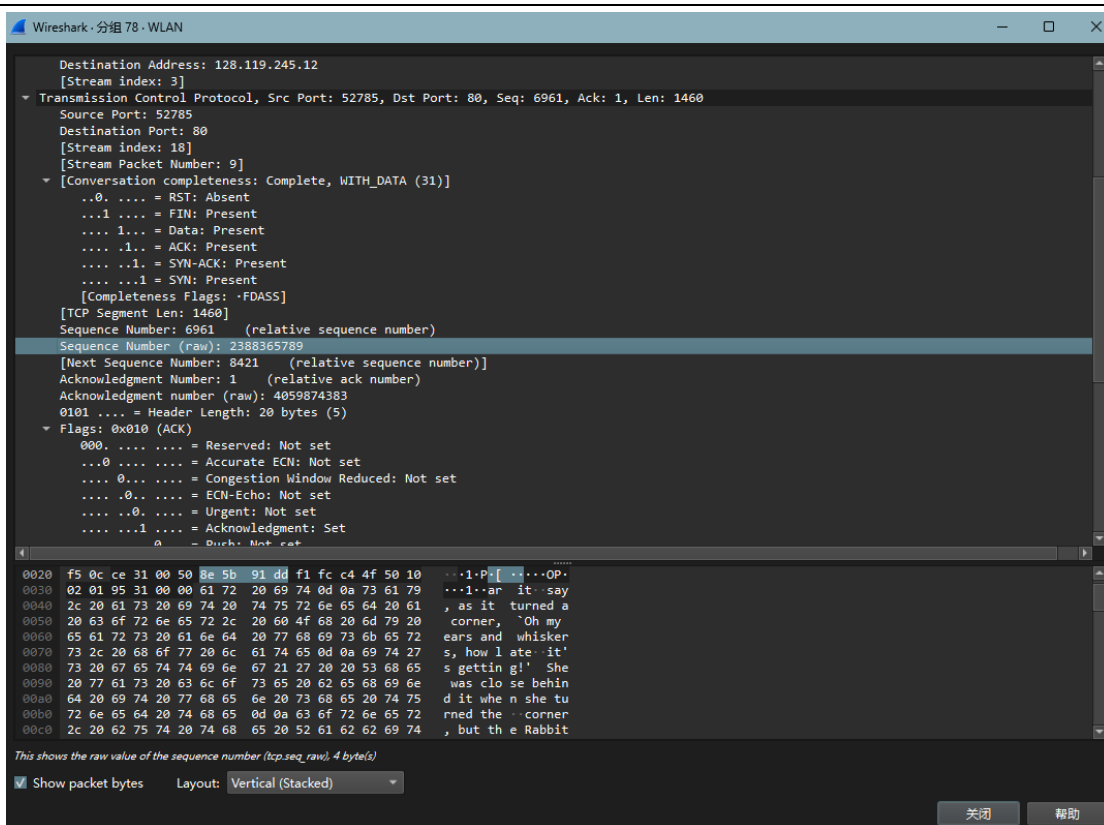 Wireshark · 分组 78 · WLAN
Destination Address: 128.119.245.12
[Stream index: 3]
Transmission Control Protocol, Src Port: 52785, Dst Port: 80, Seq: 6961, Ack: 1, Len: 1460
Source Port: 52785
Destination Port: 80
[Stream index: 18]
[Stream Packet Number: 9]
[Conversation completeness: Complete, WITH_DATA (31)]
..0. .... = RST: Absent
...1 .... = FIN: Present
.... 1... = Data: Present
.... .1.. = ACK: Present
.... ..1. = SYN-ACK: Present
.... ...1 = SYN: Present
[Completeness Flags: ·FDASS]
[TCP Segment Len: 1460]
Sequence Number: 6961    (relative sequence number)
Sequence Number (raw): 2388365789
[Next Sequence Number: 8421    (relative sequence number)]
Acknowledgment Number: 1    (relative ack number)
Acknowledgment number (raw): 4059874383
0101 .... = Header Length: 20 bytes (5)
Flags: 0x010 (ACK)
000. .... .... = Reserved: Not set
...0 .... .... = Accurate ECN: Not set
.... 0... .... = Congestion Window Reduced: Not set
.... .0.. .... = ECN-Echo: Not set
.... ..0. .... = Urgent: Not set
.... ...1 .... = Acknowledgment: Set
.... .... 0... = Push: Not set
0020  f5 0c ce 31 00 50 8e 5b  91 dd f1 fc c4 4f 50 10   ···1·P·[ ·····OP·
0030  02 01 95 31 00 00 61 72  20 69 74 0d 0a 73 61 79   ···1··ar  it··say
0040  2c 20 61 73 20 69 74 20  74 75 72 6e 65 64 20 61   , as it  turned a
0050  20 63 6f 72 6e 65 72 2c  20 60 4f 68 20 6d 79 20    corner,  `Oh my
0060  65 61 72 73 20 61 6e 64  20 77 68 69 73 6b 65 72   ears and  whisker
0070  73 2c 20 68 6f 77 20 6c  61 74 65 0d 0a 69 74 27   s, how l ate··it'
0080  73 20 67 65 74 74 69 6e  67 21 27 20 20 53 68 65   s gettin g!'  She
0090  20 77 61 73 20 63 6c 6f  73 65 20 62 65 68 69 6e    was clo se behin
00a0  64 20 69 74 20 77 68 65  6e 20 73 68 65 20 74 75   d it whe n she tu
00b0  72 6e 65 64 20 74 68 65  0d 0a 63 6f 72 6e 65 72   rned the ··corner
00c0  2c 20 62 75 74 20 74 68  65 20 52 61 62 62 69 74   , but th e Rabbit
This shows the raw value of the sequence number (tcp.seq_raw), 4 byte(s)
Show packet bytes    Layout: Vertical (Stacked)
关闭    帮助